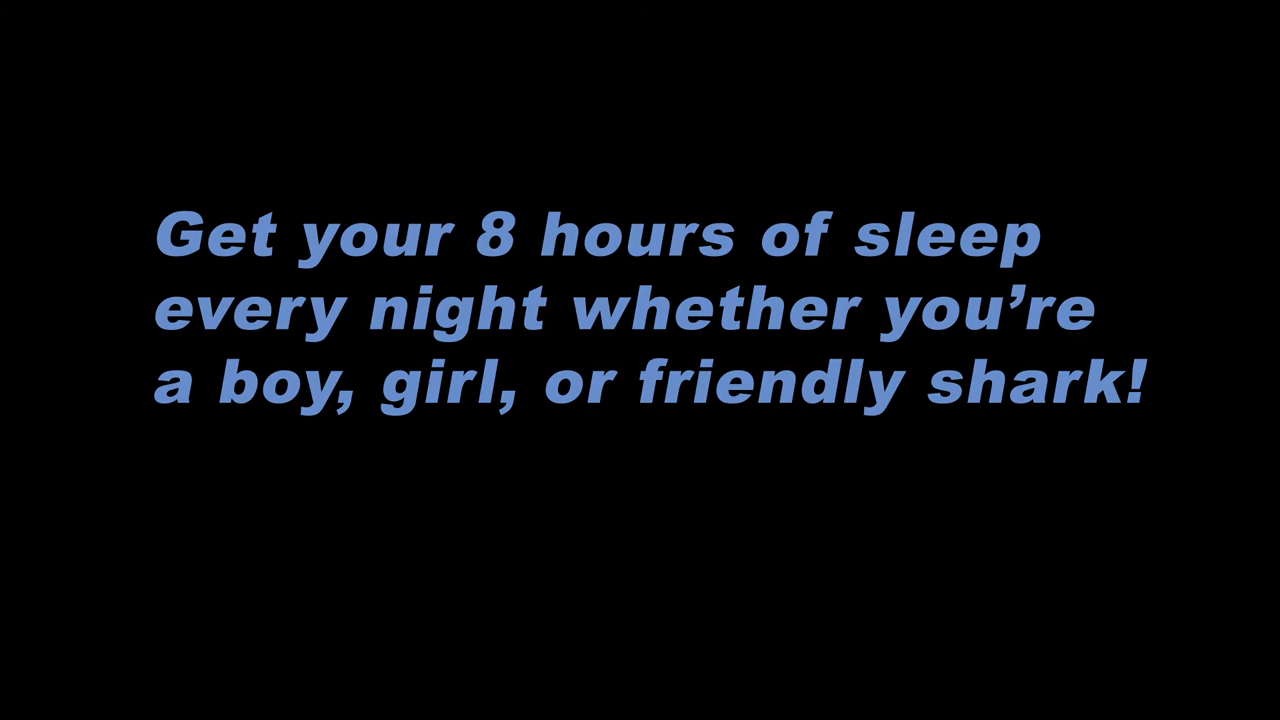 Get your 8 hours of sleep
every night whether you’re
a boy, girl, or friendly shark!